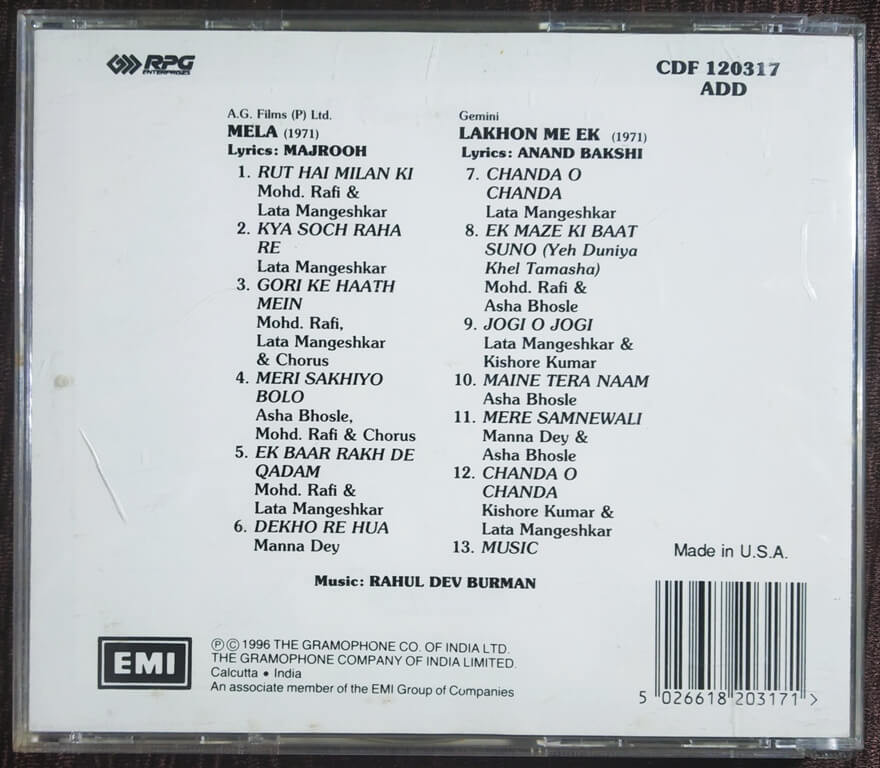 RPG
ENTERPRISES
CDF 120317
ADD
A.G. Films (P) Ltd.
MELA (1971)
Lyrics: MAJROOH
1. RUT HAI MILAN KI
Mohd. Rafi &
Lata Mangeshkar
2. KYA SOCH RAHA
RE
Lata Mangeshkar
3. GORI KE HAATH
MEIN
Mohd. Rafi,
Lata Mangeshkar
& Chorus
4. MERI SAKHIYO
BOLO
Asha Bhosle,
Mohd. Rafi & Chorus
5. EK BAAR RAKH DE
QADAM
Mohd. Rafi &
Lata Mangeshkar
6. DEKHO RE HUA
Manna Dey
Gemini
LAKHON ME EK (1971)
Lyrics: ANAND BAKSHI
7. CHANDA O
CHANDA
Lata Mangeshkar
8. EK MAZE KI BAAT
SUNO (Yeh Duniya
Khel Tamasha)
Mohd. Rafi &
Asha Bhosle
9. JOGI O JOGI
Lata Mangeshkar &
Kishore Kumar
10. MAINE TERA NAAM
Asha Bhosle
11. MERE SAMNEWALI
Manna Dey &
Asha Bhosle
12. CHANDA O
CHANDA
Kishore Kumar &
Lata Mangeshkar
13. MUSIC
Music: RAHUL DEV BURMAN
Made in U.S.A.
EMI
Ⓟ © 1996 THE GRAMOPHONE CO. OF INDIA LTD.
THE GRAMOPHONE COMPANY OF INDIA LIMITED.
Calcutta • India
An associate member of the EMI Group of Companies
5 026618 203171 >